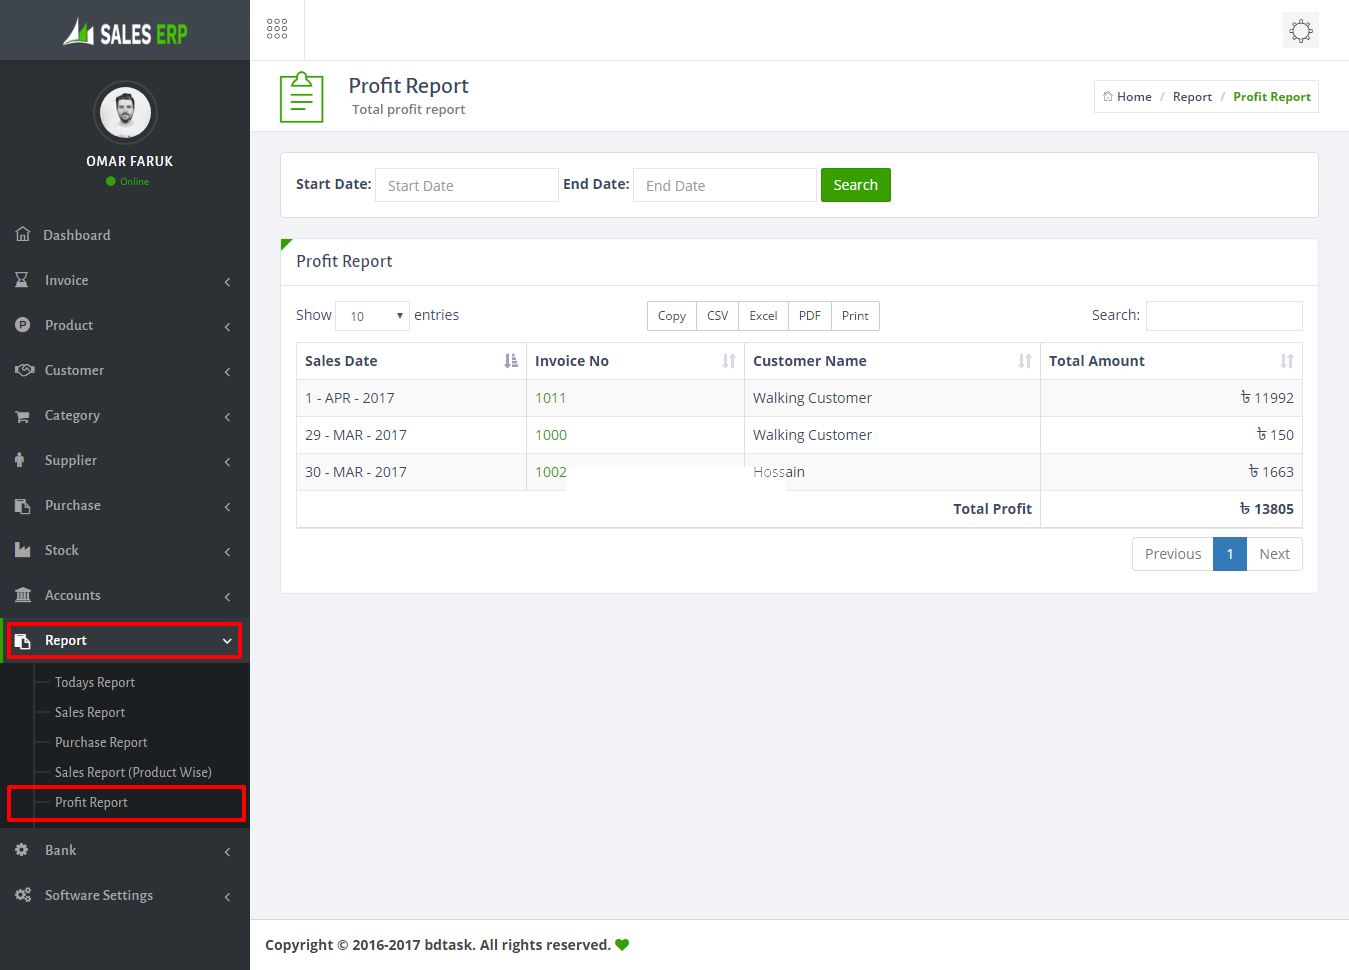 SALES ERP
OMAR FARUK
Online
Dashboard
Invoice
Product
Customer
Category
Supplier
Purchase
Stock
Accounts
Report
Todays Report
Sales Report
Purchase Report
Sales Report (Product Wise)
Profit Report
Bank
Software Settings
Profit Report
Total profit report
Home / Report / Profit Report
Start Date: Start Date End Date: End Date Search
Profit Report
Show 10 entries Copy CSV Excel PDF Print Search:
Sales Date Invoice No Customer Name Total Amount
1 - APR - 2017 1011 Walking Customer ৳ 11992
29 - MAR - 2017 1000 Walking Customer ৳ 150
30 - MAR - 2017 1002 Hossain ৳ 1663
Total Profit ৳ 13805
Previous 1 Next
Copyright © 2016-2017 bdtask. All rights reserved.